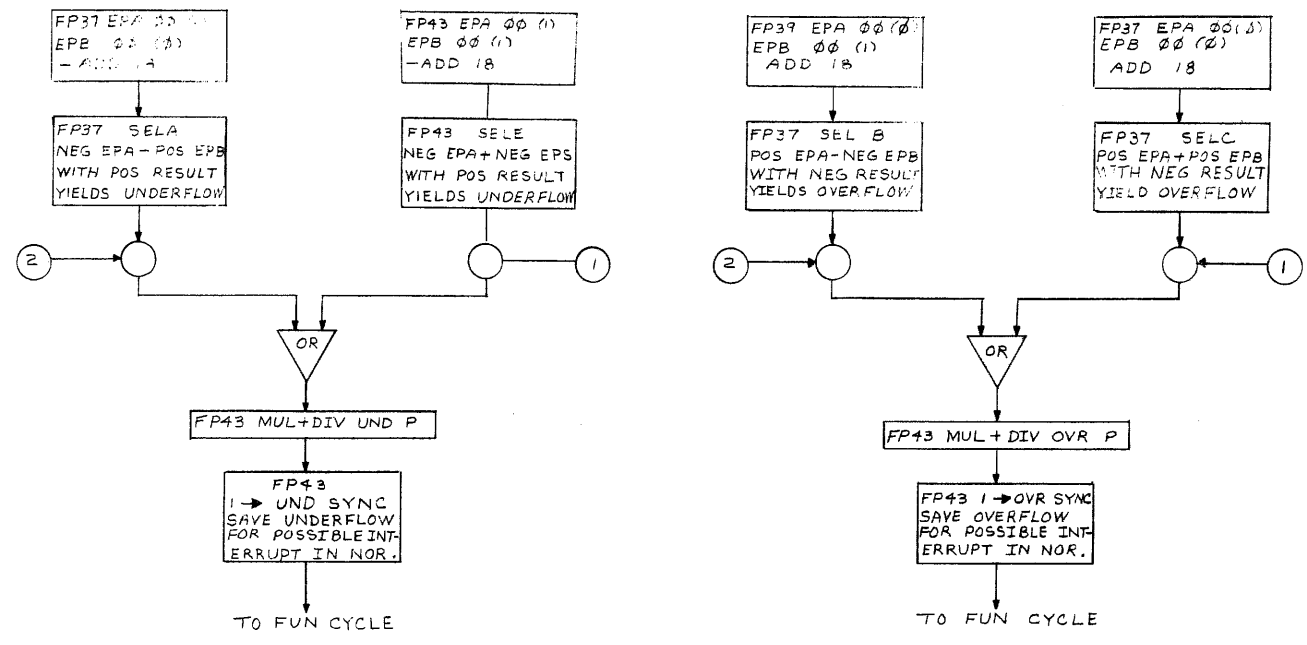 FP37 EPA ØØ
EPB ØØ (Ø)
— ADD 18
FP37 SELA
NEG EPA-POS EPB
WITH POS RESULT
YIELDS UNDERFLOW
2
FP43 EPA ØØ (1)
EPB ØØ (1)
-ADD 18
FP43 SELE
NEG EPA+NEG EPS
WITH POS RESULT
YIELDS UNDERFLOW
1
OR
FP43 MUL+DIV UND P
FP43
1 → UND SYNC
SAVE UNDERFLOW
FOR POSSIBLE INT-
ERRUPT IN NOR.
TO FUN CYCLE
FP39 EPA ØØ (Ø)
EPB ØØ (1)
ADD 18
FP37 SEL B
POS EPA-NEG EPB
WITH NEG RESULT
YIELDS OVERFLOW
2
FP37 EPA ØØ (Ø)
EPB ØØ (Ø)
ADD 18
FP37 SELC
POS EPA+POS EPB
WITH NEG RESULT
YIELD OVERFLOW
1
OR
FP43 MUL+DIV OVR P
FP43 1 → OVR SYNC
SAVE OVERFLOW
FOR POSSIBLE INT-
ERRUPT IN NOR.
TO FUN CYCLE